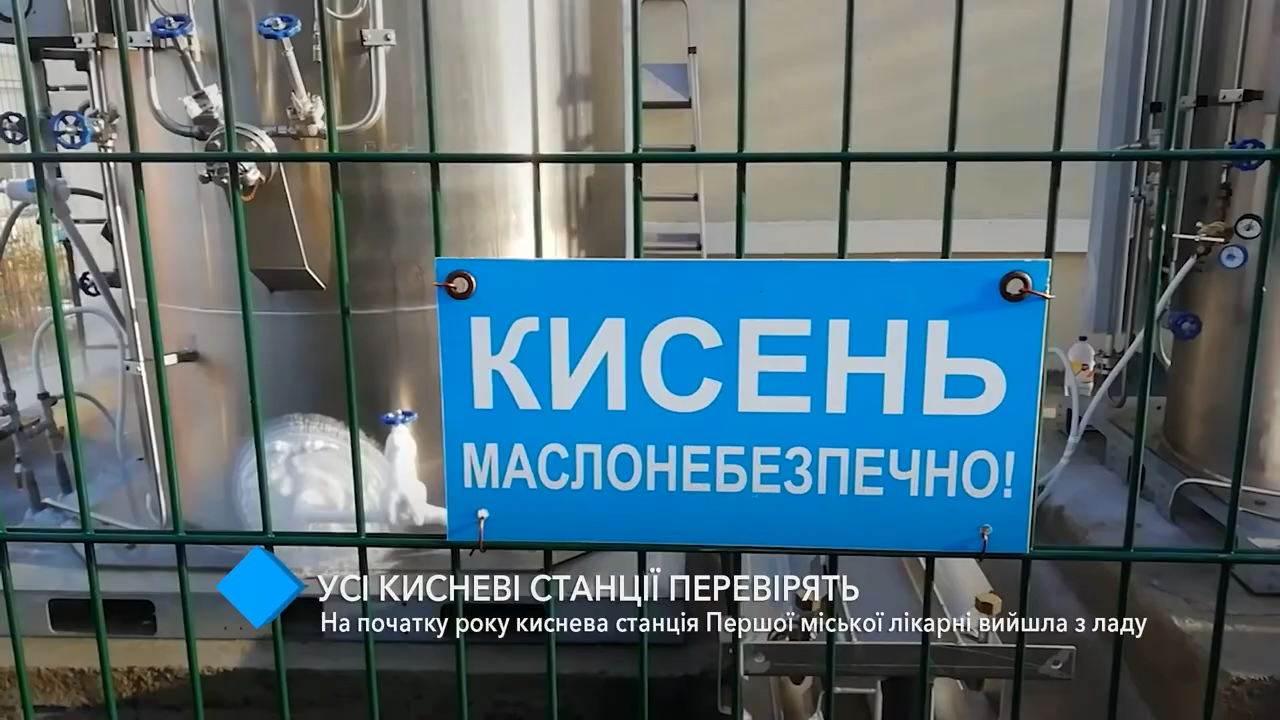 КИСЕНЬ
МАСЛОНЕБЕЗПЕЧНО!
УСІ КИСНЕВІ СТАНЦІЇ ПЕРЕВІРЯТЬ
На початку року киснева станція Першої міської лікарні вийшла з ладу